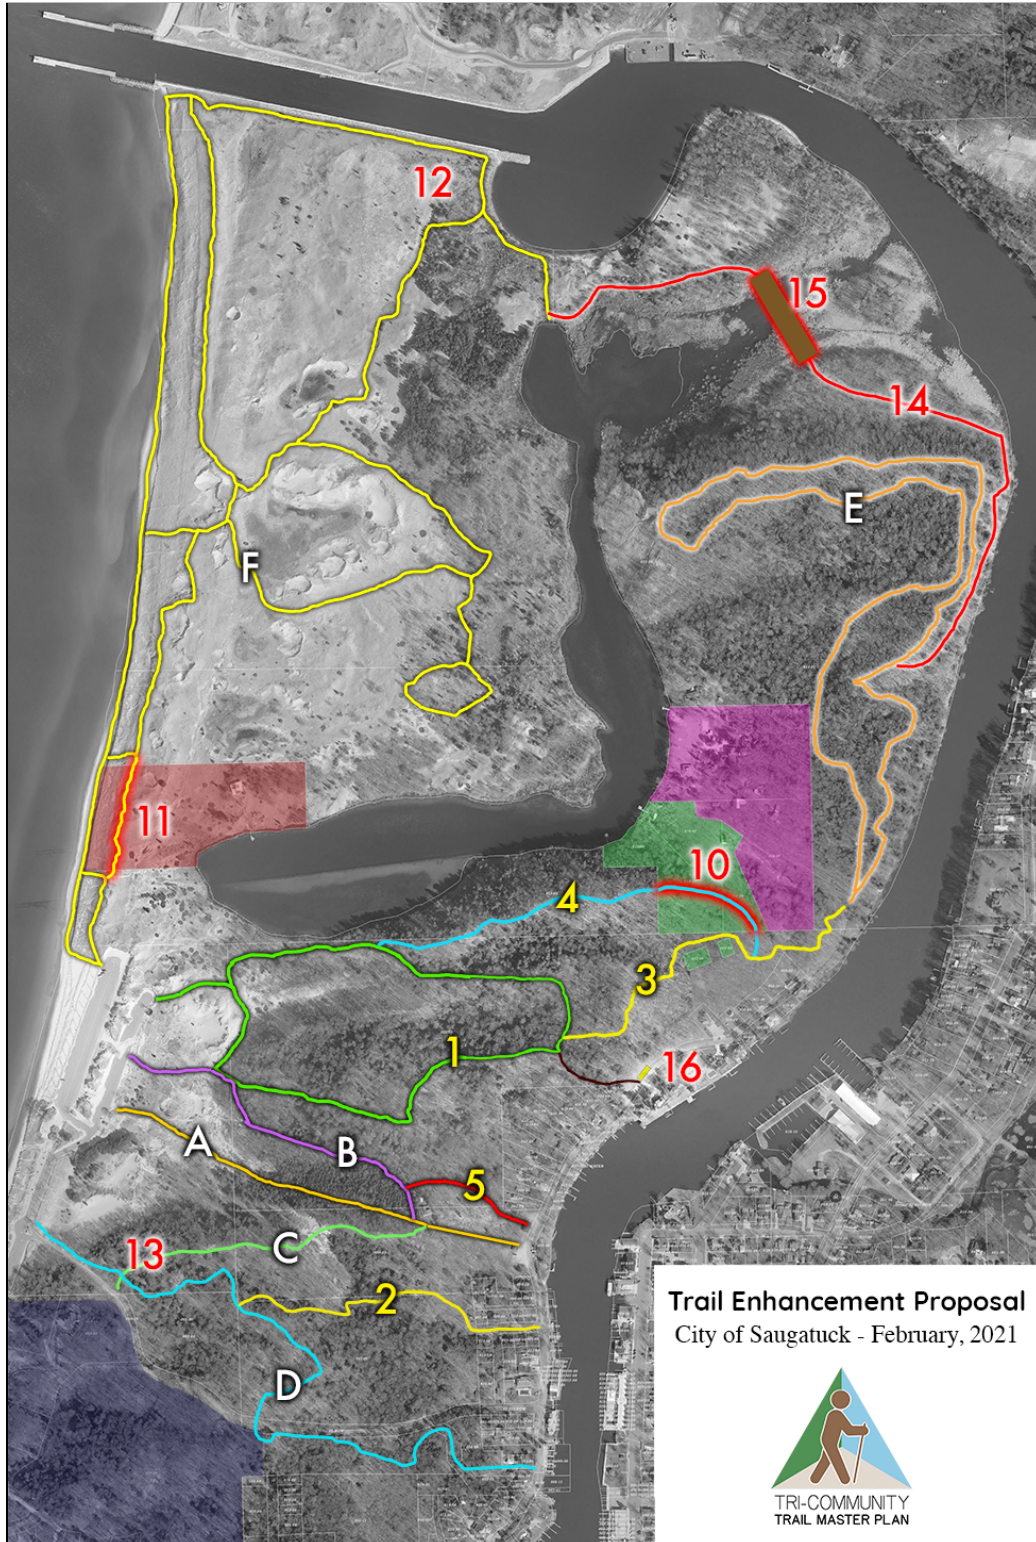 12
15
14
E
F
11
10
4
3
1
16
A
B
5
C
13
2
D
Trail Enhancement Proposal
City of Saugatuck - February, 2021
TRI-COMMUNITY
TRAIL MASTER PLAN